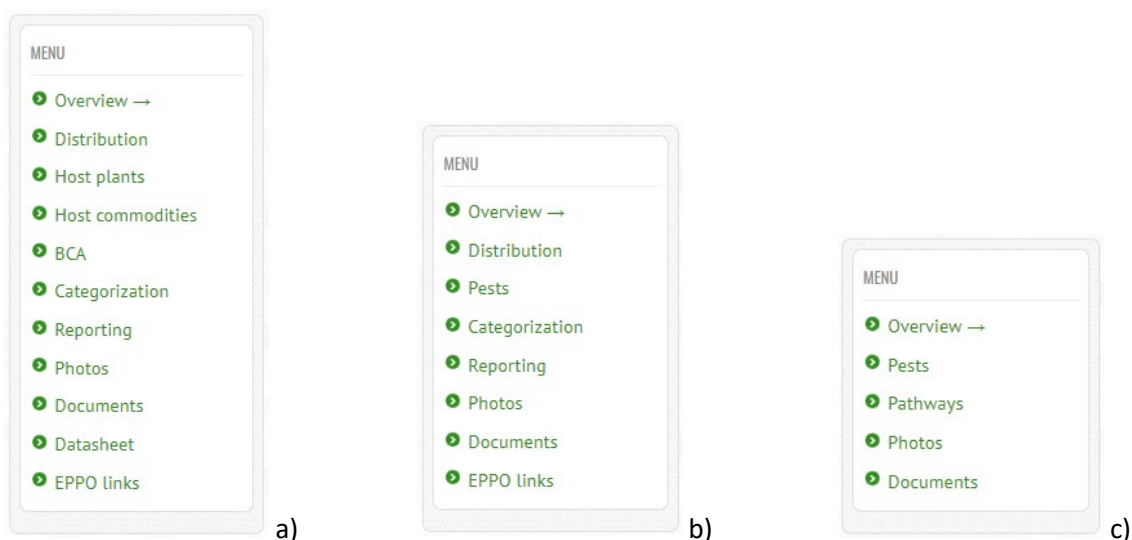 MENU
Overview →
Distribution
Host plants
Host commodities
BCA
Categorization
Reporting
Photos
Documents
Datasheet
EPPO links
a)
MENU
Overview →
Distribution
Pests
Categorization
Reporting
Photos
Documents
EPPO links
b)
MENU
Overview →
Pests
Pathways
Photos
Documents
c)